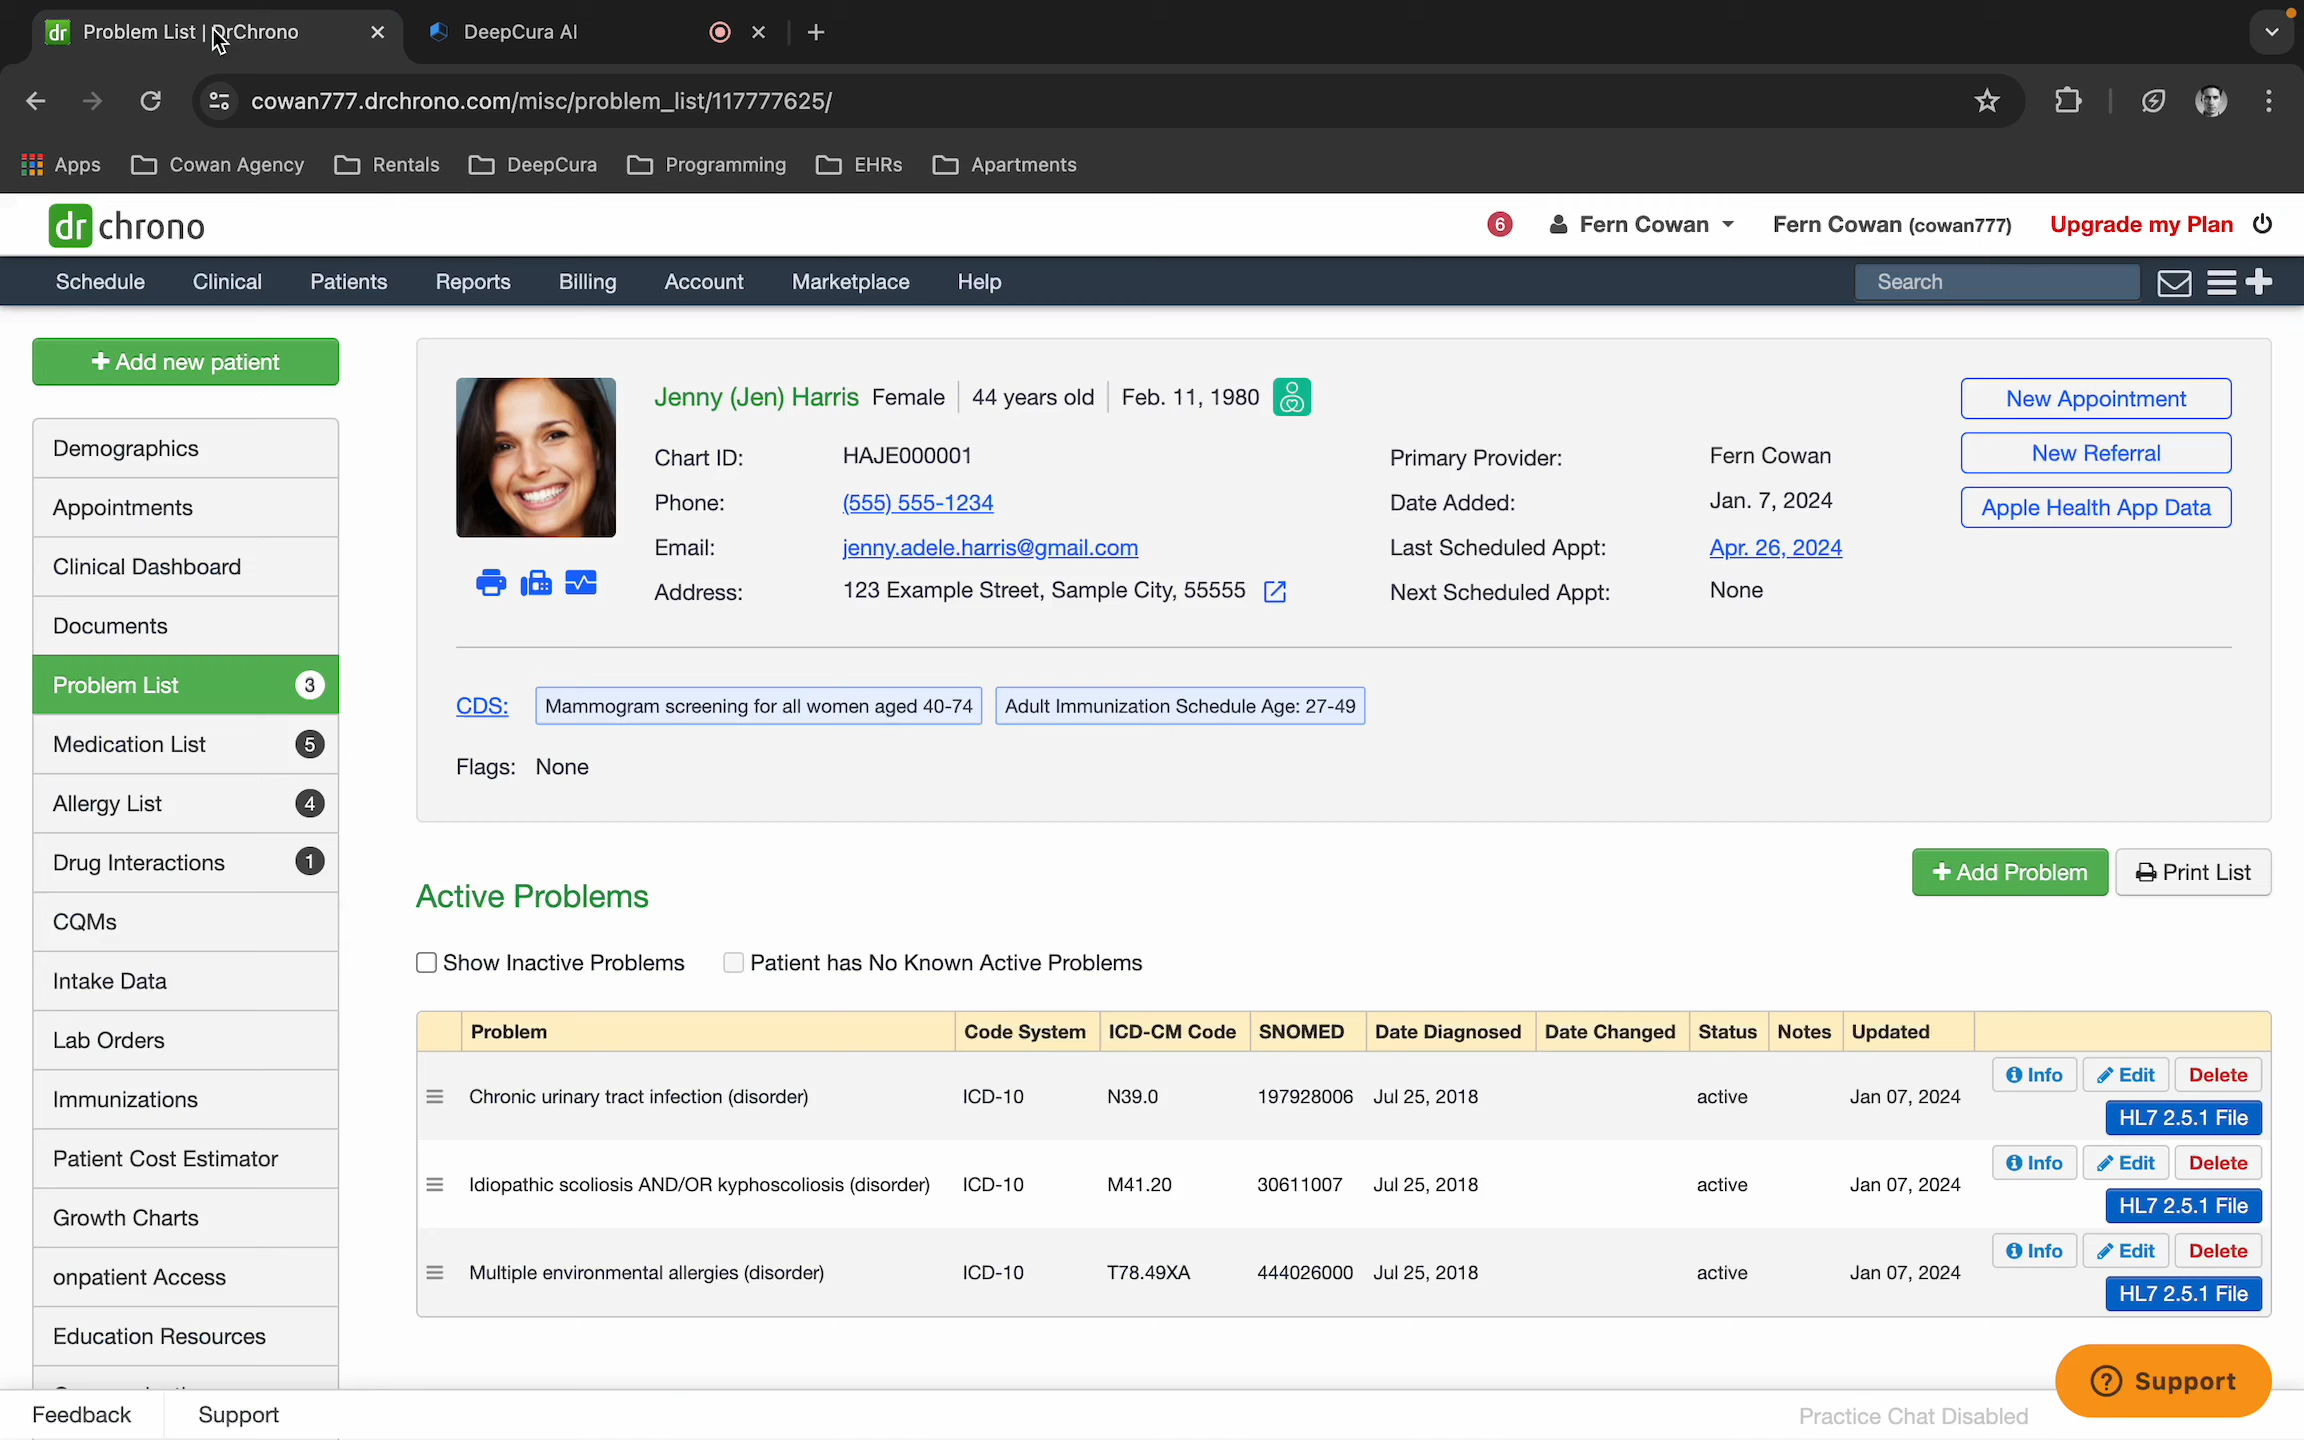 dr Problem List | DrChrono
DeepCura AI
cowan777.drchrono.com/misc/problem_list/117777625/
Apps
Cowan Agency
Rentals
DeepCura
Programming
EHRs
Apartments
dr chrono
6
Fern Cowan
Fern Cowan (cowan777)
Upgrade my Plan
Schedule
Clinical
Patients
Reports
Billing
Account
Marketplace
Help
Search
Add new patient
Demographics
Appointments
Clinical Dashboard
Documents
Problem List 3
Medication List 5
Allergy List 4
Drug Interactions 1
CQMs
Intake Data
Lab Orders
Immunizations
Patient Cost Estimator
Growth Charts
onpatient Access
Education Resources
Jenny (Jen) Harris Female 44 years old Feb. 11, 1980
Chart ID: HAJE000001
Phone: (555) 555-1234
Email: jenny.adele.harris@gmail.com
Address: 123 Example Street, Sample City, 55555
Primary Provider: Fern Cowan
Date Added: Jan. 7, 2024
Last Scheduled Appt: Apr. 26, 2024
Next Scheduled Appt: None
New Appointment
New Referral
Apple Health App Data
CDS: Mammogram screening for all women aged 40-74 Adult Immunization Schedule Age: 27-49
Flags: None
Active Problems
Add Problem
Print List
Show Inactive Problems
Patient has No Known Active Problems
Problem Code System ICD-CM Code SNOMED Date Diagnosed Date Changed Status Notes Updated
Chronic urinary tract infection (disorder) ICD-10 N39.0 197928006 Jul 25, 2018 active Jan 07, 2024 Info Edit Delete
HL7 2.5.1 File
Idiopathic scoliosis AND/OR kyphoscoliosis (disorder) ICD-10 M41.20 30611007 Jul 25, 2018 active Jan 07, 2024 Info Edit Delete
HL7 2.5.1 File
Multiple environmental allergies (disorder) ICD-10 T78.49XA 444026000 Jul 25, 2018 active Jan 07, 2024 Info Edit Delete
HL7 2.5.1 File
Support
Feedback
Support
Practice Chat Disabled